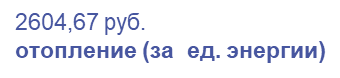 2604,67 руб.
отопление (за ед. энергии)